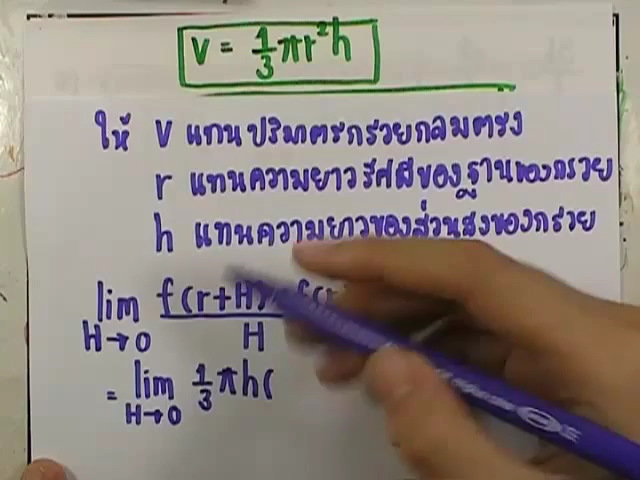 V = 1/3 πr²h
ให้ V แทนปริมาตรกรวยกลมตรง
r แทนความยาวรัศมีของฐานของกรวย
h แทนความยาวของส่วนสูงของกรวย
lim H→0 f(r+H) - f(r / H
= lim H→0 1/3 πh(